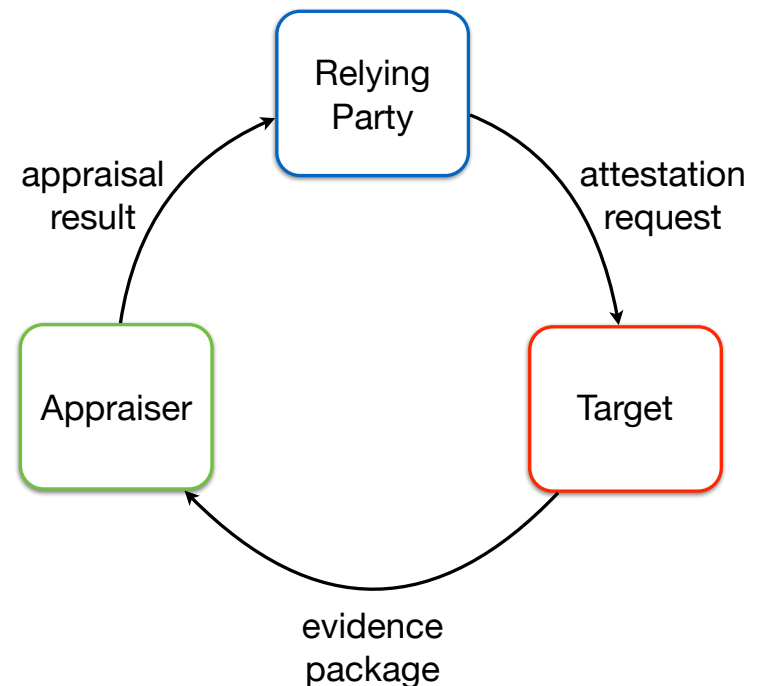 Relying
Party
appraisal
result
attestation
request
Appraiser
Target
evidence
package